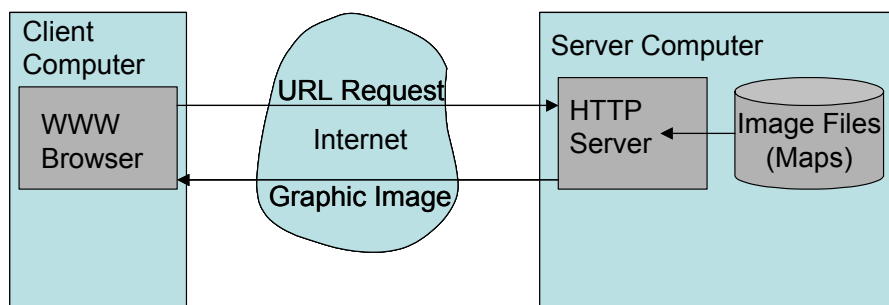 Client
Computer
WWW
Browser
URL Request
Internet
Graphic Image
Server Computer
HTTP
Server
Image Files
(Maps)